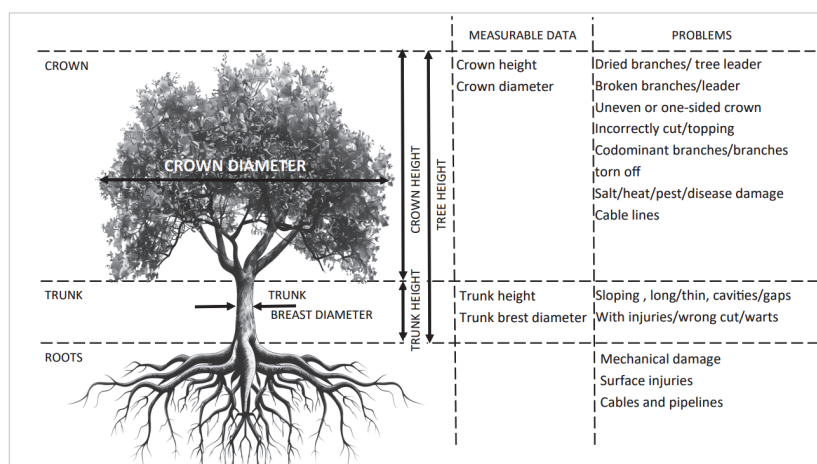 MEASURABLE DATA
PROBLEMS
CROWN
Crown height
Crown diameter
Dried branches/ tree leader
Broken branches/leader
Uneven or one-sided crown
Incorrectly cut/topping
Codominant branches/branches
torn off
Salt/heat/pest/disease damage
Cable lines
CROWN DIAMETER
CROWN HEIGHT
TREE HEIGHT
TRUNK
TRUNK
BREAST DIAMETER
TRUNK HEIGHT
Trunk height
Trunk brest diameter
Sloping , long/thin, cavities/gaps
With injuries/wrong cut/warts
ROOTS
Mechanical damage
Surface injuries
Cables and pipelines